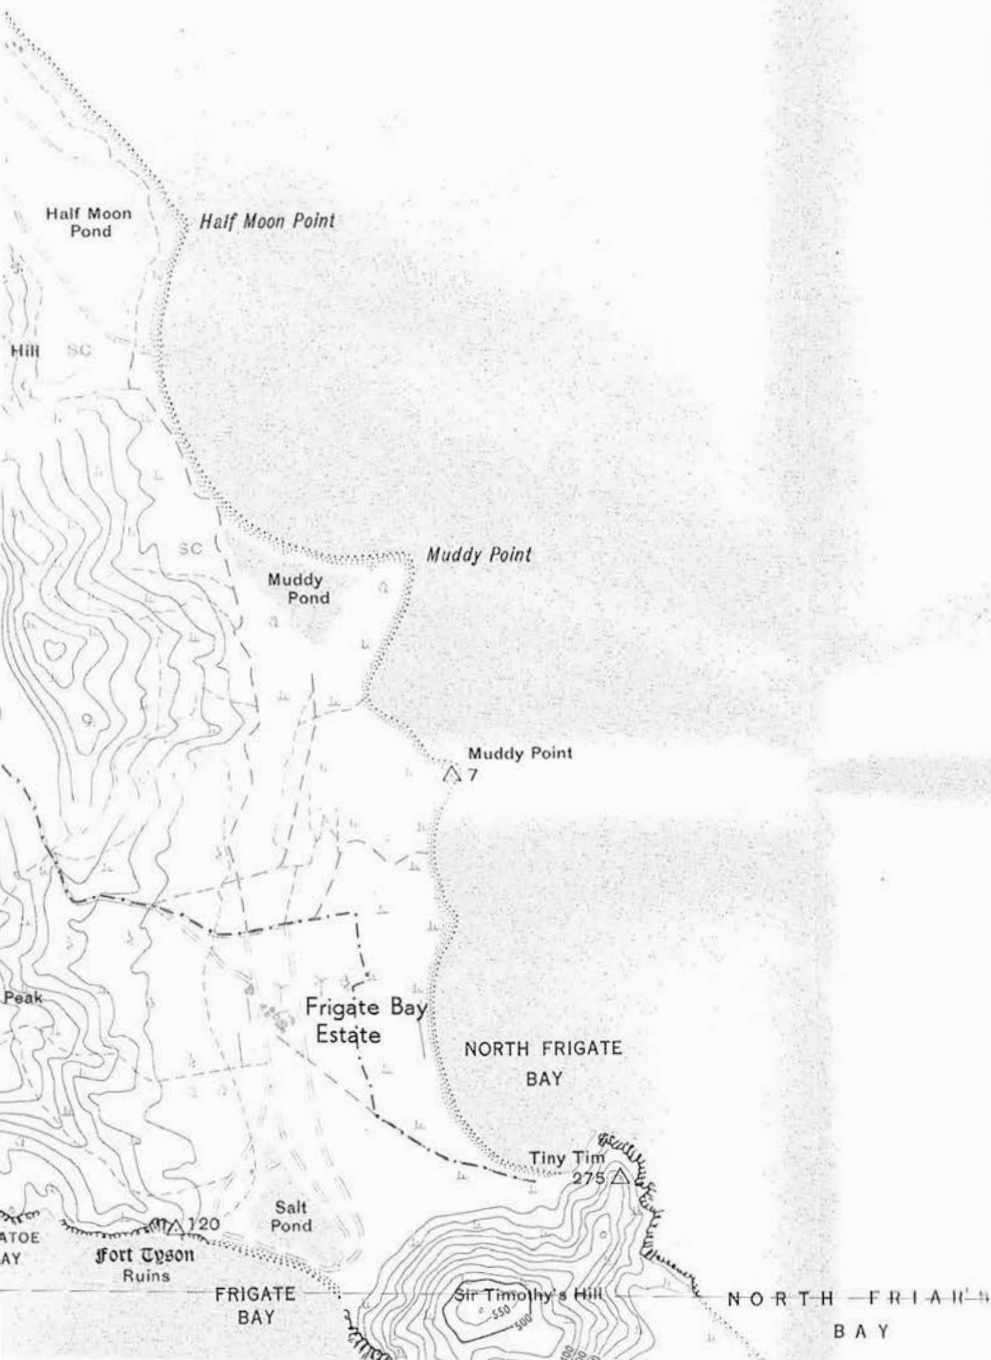 Half Moon
Pond
Half Moon Point
Hill
SC
SC
Muddy Point
Muddy
Pond
Muddy Point
7
Peak
Frigate Bay
Estate
NORTH FRIGATE
BAY
Tiny Tim
275
Salt
Pond
120
ATOE
AY
Fort Tyson
Ruins
FRIGATE
BAY
Sir Timothy's Hill
550
500
400
NORTH FRIAR'S
BAY